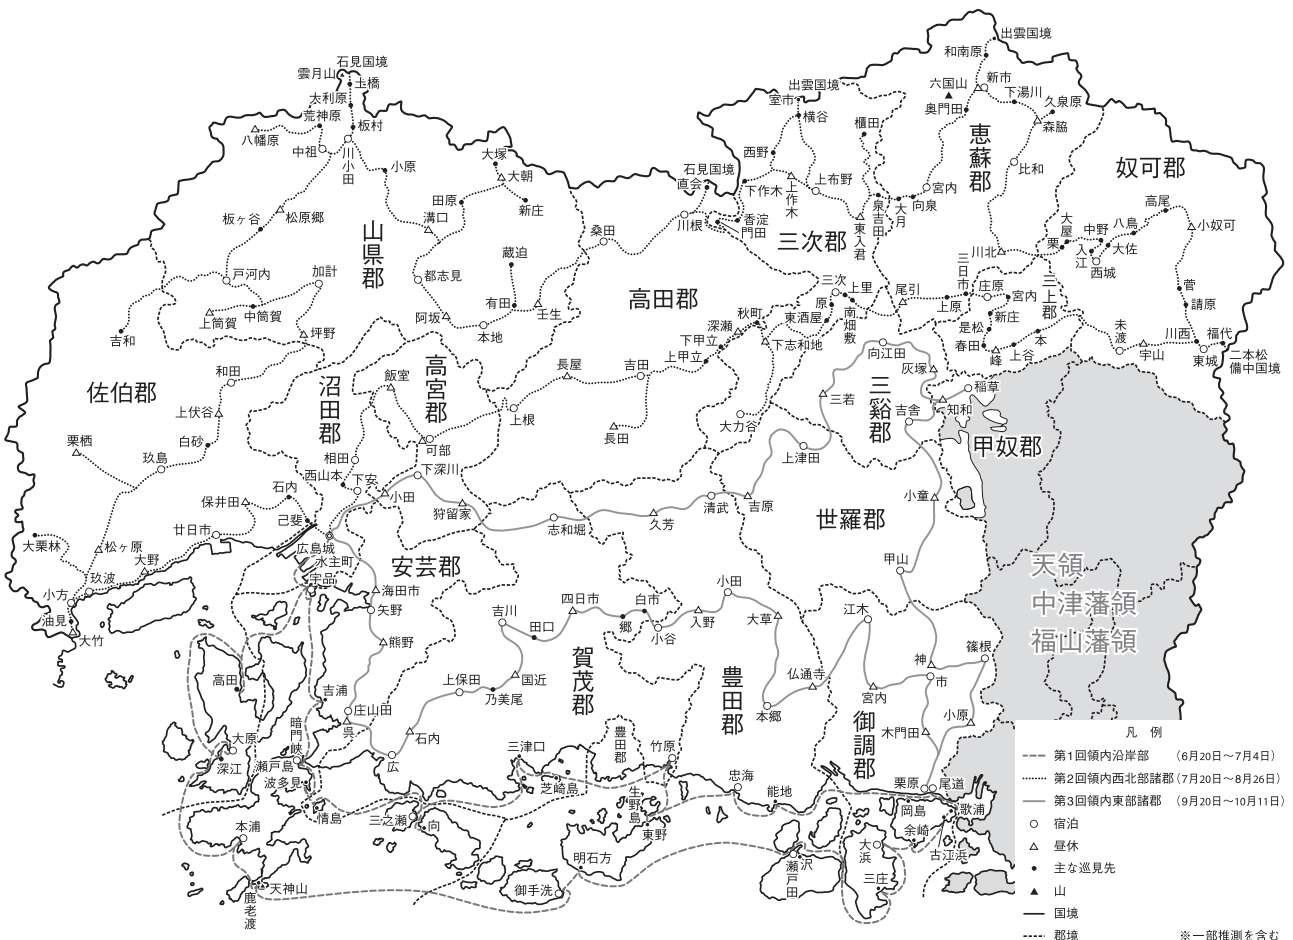 出雲国境
和南原
六国山
新市
奥門田
下湯川
久泉原
森脇
恵蘇郡
比和
宮内
向泉
大月
泉吉田
石見国境
雲月山
土橋
太利原
荒神原
八幡原
板村
中祖
川小田
小原
大塚
大朝
新庄
田原
溝口
板ヶ谷
松原郷
山県郡
戸河内
加計
都志見
蔵迫
有田
上筒賀
中筒賀
阿坂
本地
壬生
吉和
坪野
出雲国境
室市
横谷
櫃田
西野
下作木
上作木
上布野
東入君
石見国境
直会
川根
香淀
門田
桑田
三次郡
高田郡
奴可郡
高尾
大屋
中野
八鳥
小奴可
栗
入江
大佐
西城
川北
三日市
庄原
宮内
三上郡
菅
請原
三次
上里
尾引
原
上原
新庄
東酒屋
南畑敷
是松
春田
峰
上谷
本
未渡
宇山
川西
福代
東城
二本松
備中国境
秋町
深瀬
下甲立
下志和地
上甲立
向江田
灰塚
稲草
三谿郡
三若
吉舎
知和
甲奴郡
佐伯郡
和田
沼田郡
高宮郡
飯室
長屋
吉田
上根
長田
大力谷
上津田
上伏谷
白砂
栗栖
玖島
可部
相田
西山本
下安
下深川
小田
狩留家
志和堀
久芳
清武
吉原
小童
世羅郡
保井田
石内
己斐
廿日市
広島城
水主町
宇品
大栗林
松ヶ原
大野
玖波
小方
油見
大竹
安芸郡
海田市
矢野
熊野
甲山
小田
大草
江木
四日市
白市
吉川
田口
郷
小谷
入野
賀茂郡
豊田郡
仏通寺
本郷
宮内
神
市
篠根
小原
木門田
御調郡
天領
中津藩領
福山藩領
高田
吉浦
庄山田
呉
上保田
国近
乃美尾
石内
広
大原
深江
暗門峡
瀬戸島
波多見
情島
三津口
芝崎島
豊田郡
竹原
生野島
東野
忠海
能地
栗原
尾道
岡島
歌浦
余崎
古江浜
大浜
三庄
瀬戸田
沢
本浦
三之瀬
向
明石方
御手洗
天神山
鹿老渡
凡　例
第1回領内沿岸部　(6月20日〜7月4日)
第2回領内西北部諸郡(7月20日〜8月26日)
第3回領内東部諸郡　(9月20日〜10月11日)
宿泊
昼休
主な巡見先
山
国境
郡境
※一部推測を含む